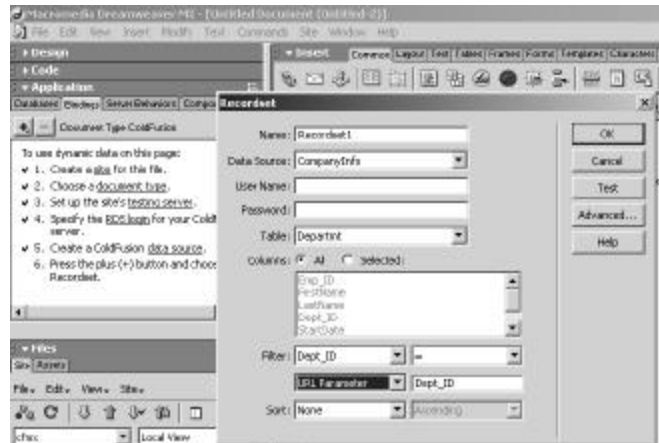 Macromedia Dreamweaver MX - [Untitled Document (Untitled-2)]
File Edit View Insert Modify Text Commands Site Window Help
Design
Code
Application
Insert Common Layout Text Tables Frames Forms Templates Characters
Databases Bindings Server Behaviors Compo
Document Type: ColdFusion
To use dynamic data on this page:
1. Create a site for this file.
2. Choose a document type.
3. Set up the site's testing server.
4. Specify the RDS login for your Cold
server.
5. Create a ColdFusion data source.
6. Press the plus (+) button and choos
Recordset.
Files
Site Assets
File Edit View Site
cfmx Local View
Recordset
Name: Recordset1
Data Source: CompanyInfo
User Name:
Password:
Table:
Columns: All Selected:
Emp_ID
FirstName
LastName
Dept_ID
StartDate
Filter: Dept_ID =
URL Parameter Dept_ID
Sort: None Ascending
OK
Cancel
Test
Advanced...
Help